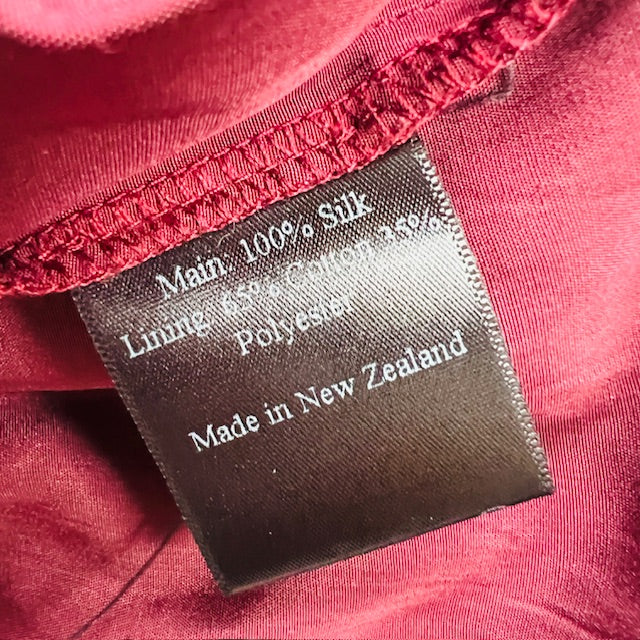 Main: 100% Silk
Lining: 65% Cotton 35%
Polyester
Made in New Zealand